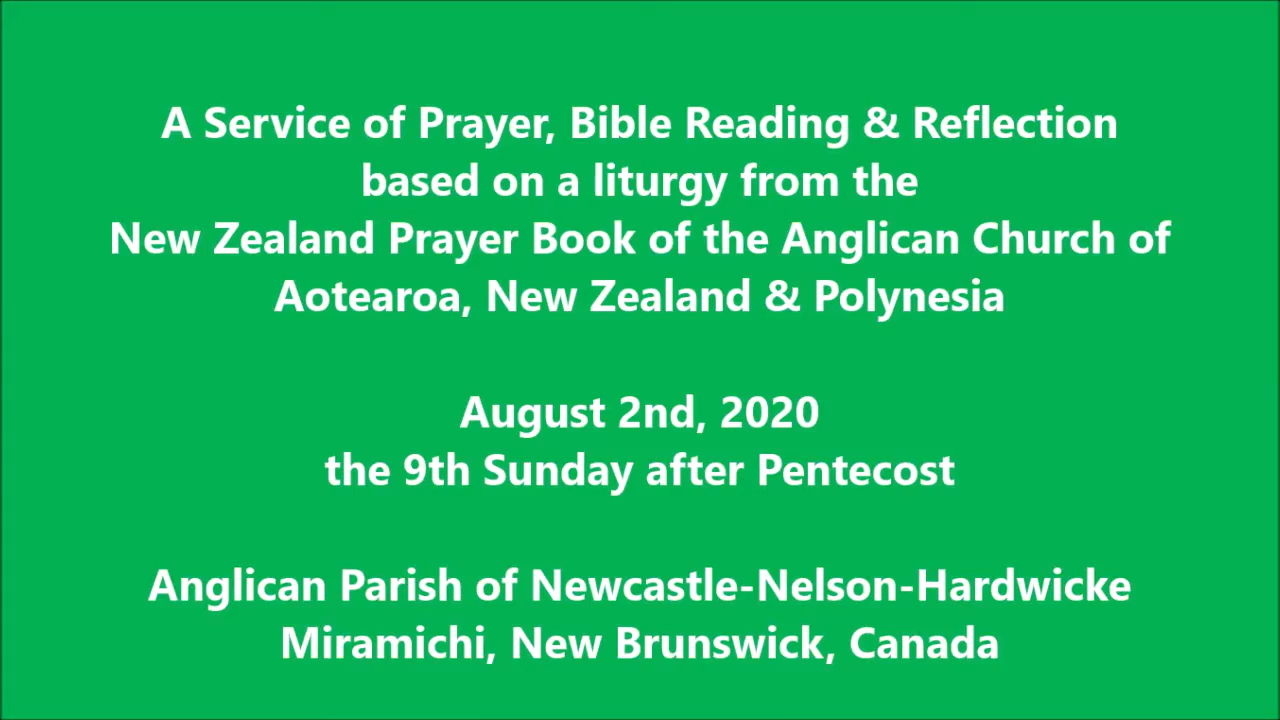 A Service of Prayer, Bible Reading & Reflection
based on a liturgy from the
New Zealand Prayer Book of the Anglican Church of
Aotearoa, New Zealand & Polynesia
August 2nd, 2020
the 9th Sunday after Pentecost
Anglican Parish of Newcastle-Nelson-Hardwicke
Miramichi, New Brunswick, Canada